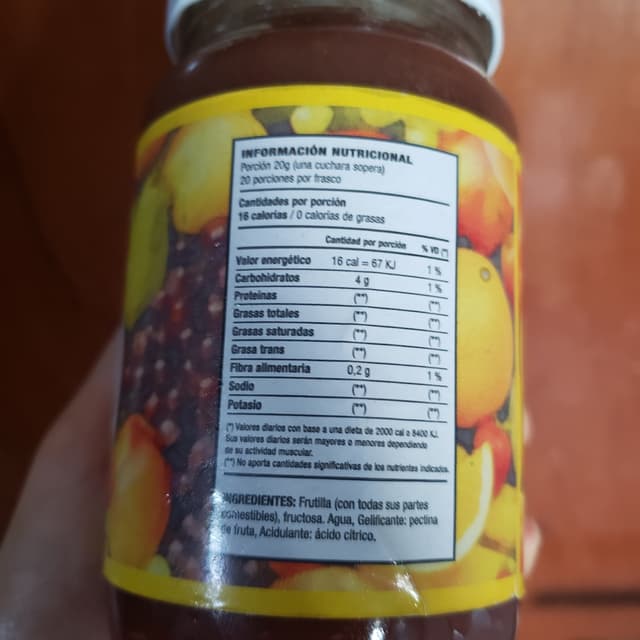 INFORMACIÓN NUTRICIONAL
Porción 20g (una cuchara sopera)
20 porciones por frasco
Cantidades por porción
16 calorías / 0 calorías de grasas
Cantidad por porción % VD (*)
Valor energético 16 cal = 67 KJ 1 %
Carbohidratos 4 g 1 %
Proteínas (**) (**)
Grasas totales (**) (**)
Grasas saturadas (**) (**)
Grasa trans (**) (**)
Fibra alimentaria 0,2 g 1 %
Sodio (**) (**)
Potasio (**) (**)
(*) Valores diarios con base a una dieta de 2000 cal o 8400 KJ.
Sus valores diarios serán mayores o menores dependiendo
de su actividad muscular.
(**) No aporta cantidades significativas de los nutrientes indicados.
INGREDIENTES: Frutilla (con todas sus partes
comestibles), fructosa. Agua, Gelificante: pectina
de fruta, Acidulante: ácido cítrico.